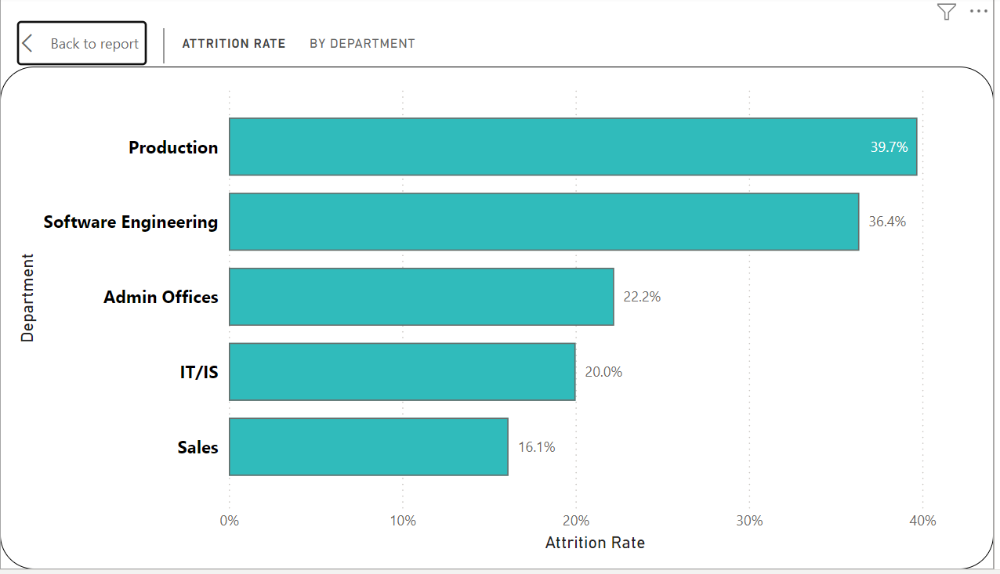 Back to report
ATTRITION RATE BY DEPARTMENT
Department
Production 39.7%
Software Engineering 36.4%
Admin Offices 22.2%
IT/IS 20.0%
Sales 16.1%
0% 10% 20% 30% 40%
Attrition Rate